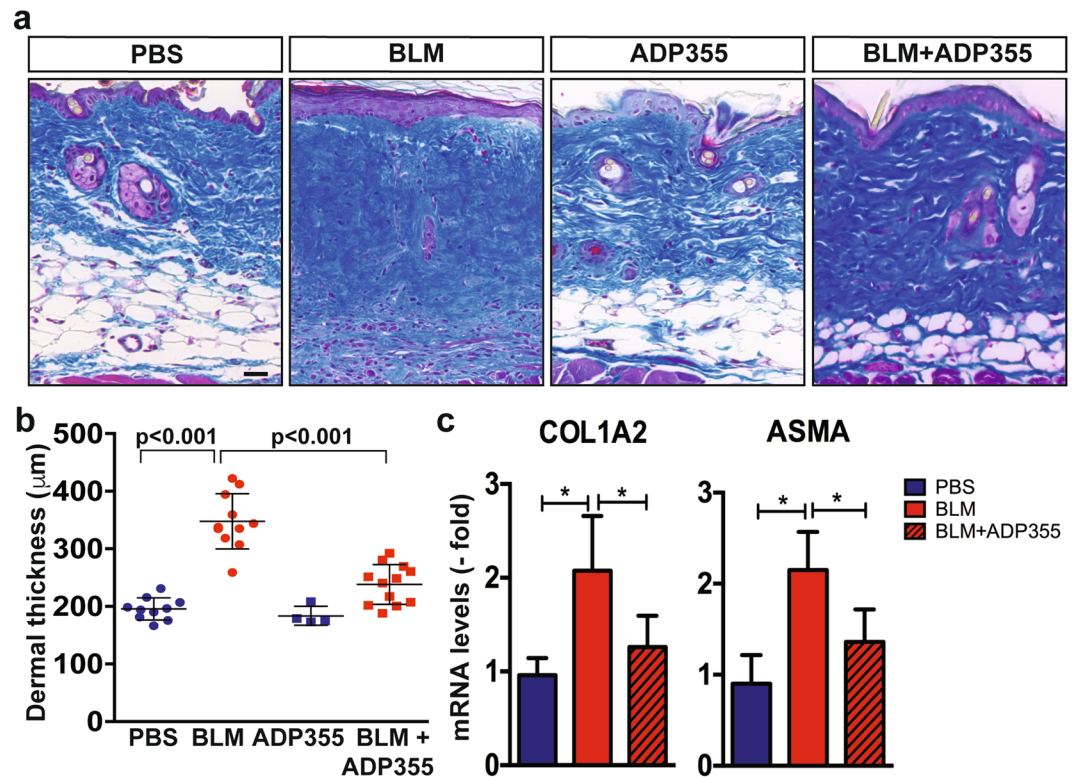 a
PBS
BLM
ADP355
BLM+ADP355
b
Dermal thickness (μm)
500
400
300
200
100
0
p<0.001
p<0.001
PBS
BLM
ADP355
BLM +
ADP355
c
COL1A2
ASMA
mRNA levels (- fold)
3
2
1
0
*
*
3
2
1
0
*
*
PBS
BLM
BLM+ADP355